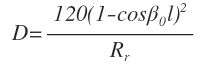 D= 120(1-cosβ₀l)² / Rᵣ